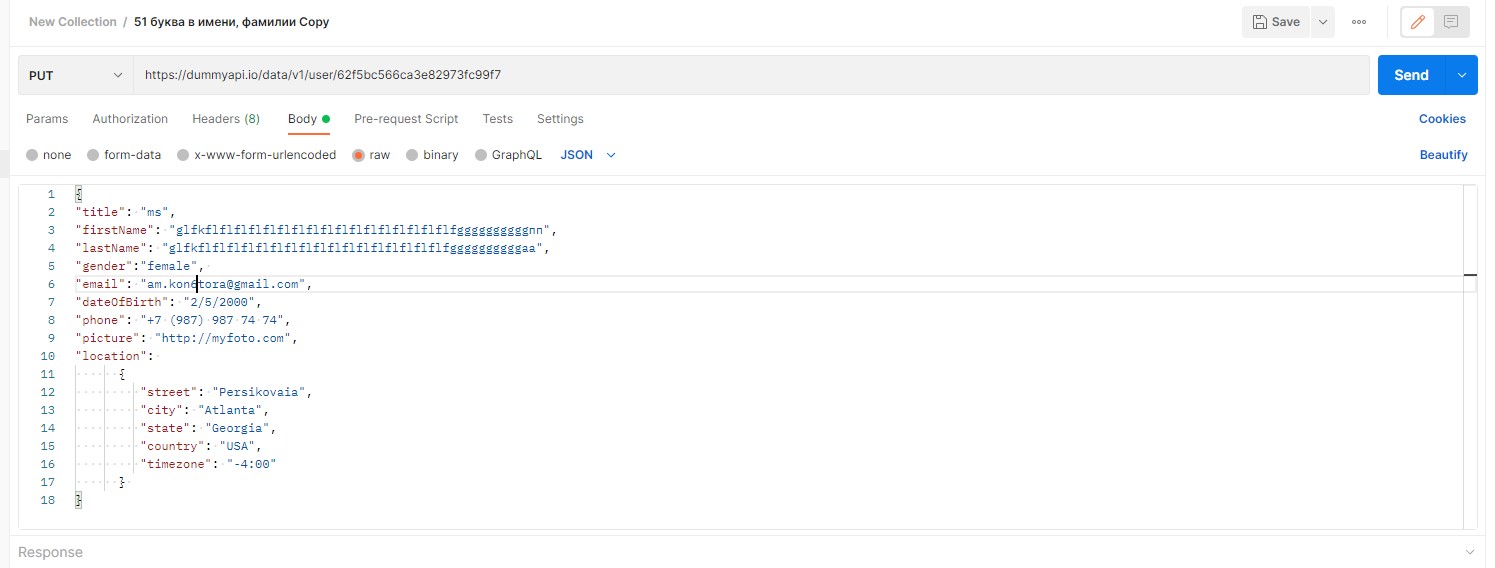 New Collection / 51 буква в имени, фамилии Copy
Save
PUT
https://dummyapi.io/data/v1/user/62f5bc566ca3e82973fc99f7
Send
Params Authorization Headers (8) Body Pre-request Script Tests Settings Cookies
none form-data x-www-form-urlencoded raw binary GraphQL JSON Beautify
1 {
2 "title": "ms",
3 "firstName": "glfkflflflflflflflflflflflflflflflflflfggggggggggnn",
4 "lastName": "glfkflflflflflflflflflflflflflflflflflfggggggggggaa",
5 "gender":"female",
6 "email": "am.kon6tora@gmail.com",
7 "dateOfBirth": "2/5/2000",
8 "phone": "+7 (987) 987 74 74",
9 "picture": "http://myfoto.com",
10 "location":
11 {
12 "street": "Persikovaia",
13 "city": "Atlanta",
14 "state": "Georgia",
15 "country": "USA",
16 "timezone": "-4:00"
17 }
18 }
Response